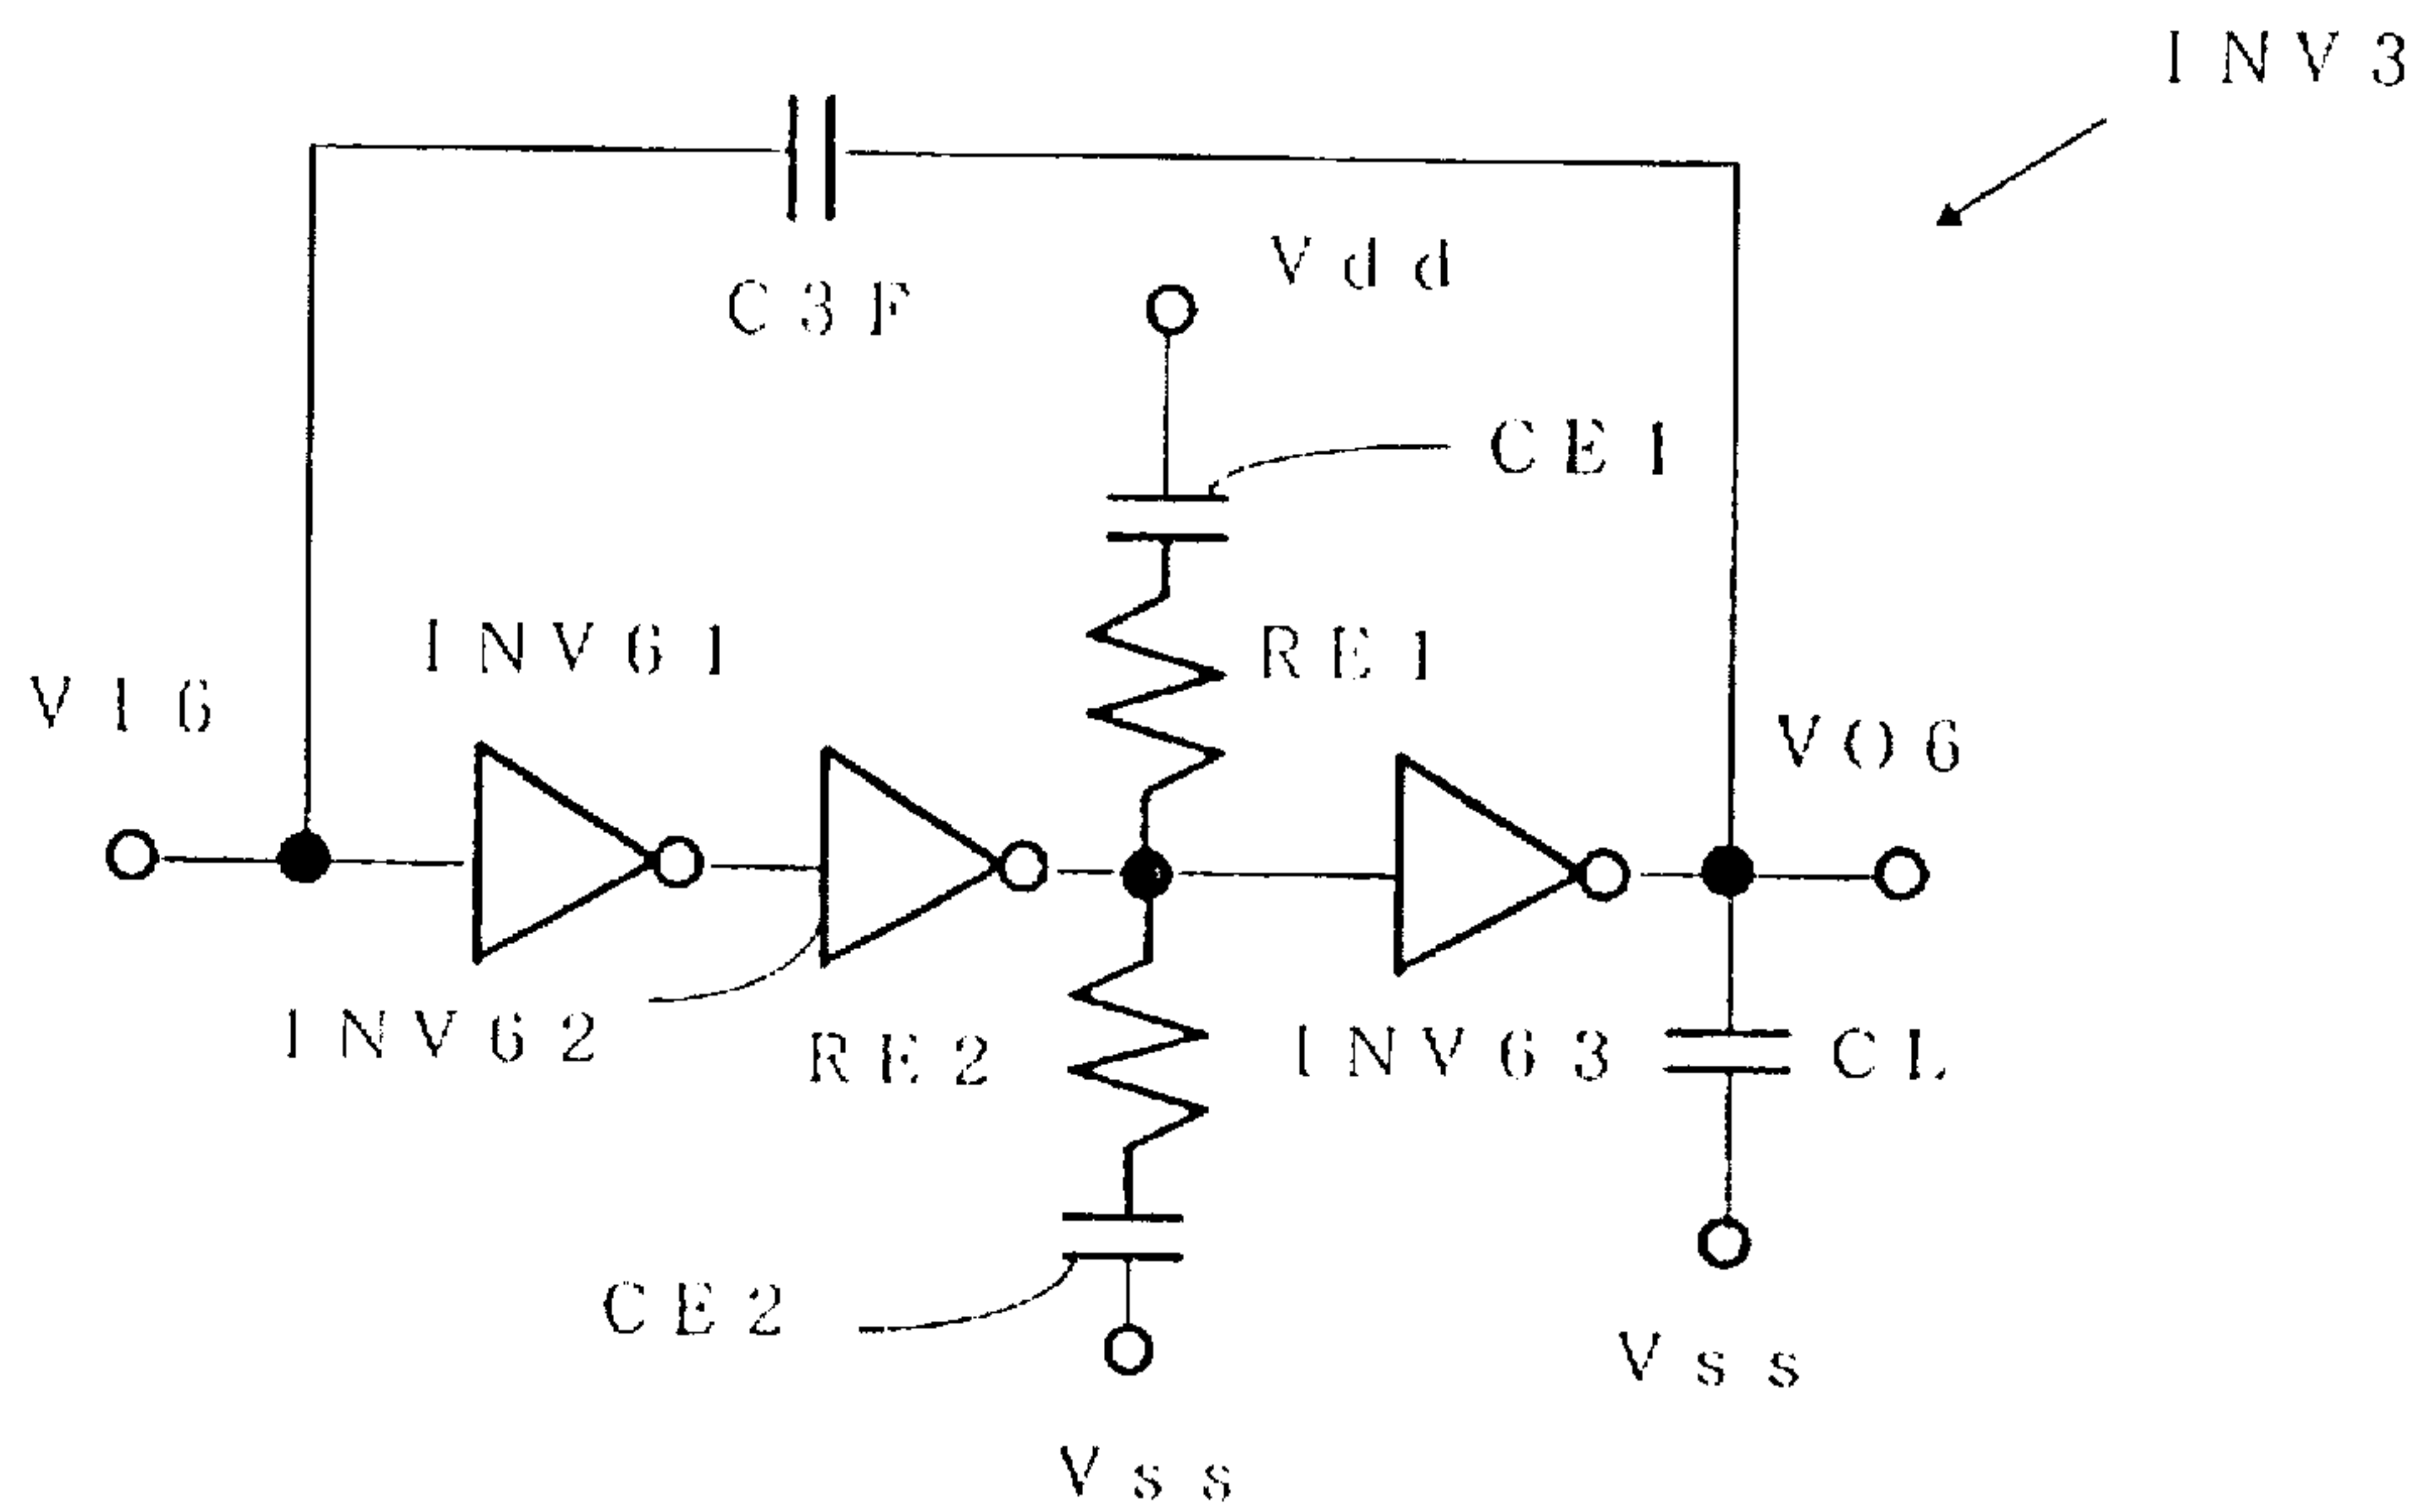 INV3
Vdd
C3F
CE1
INV61
RE1
VI6
VO6
INV62
RE2
INV63
CL
CE2
Vss
Vss